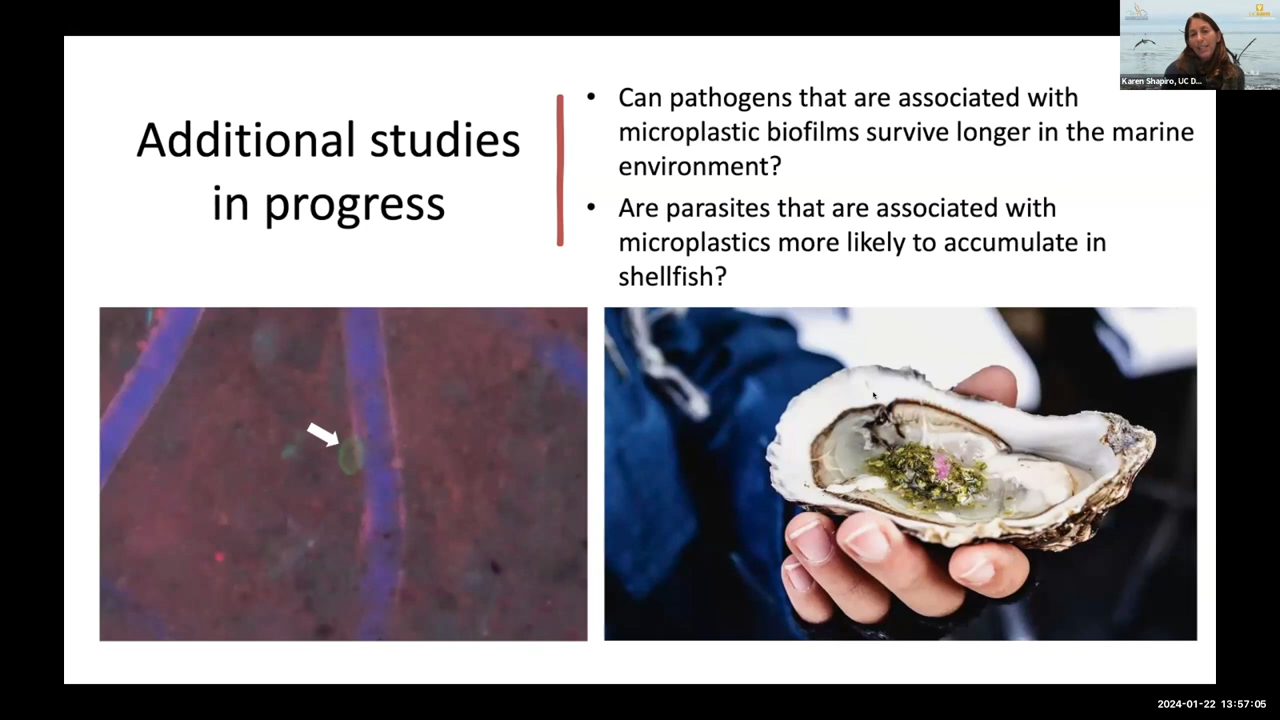 Additional studies
in progress
• Can pathogens that are associated with
microplastic biofilms survive longer in the marine
environment?
• Are parasites that are associated with
microplastics more likely to accumulate in
shellfish?
Karen Shapiro, UC D...
2024-01-22 13:57:05